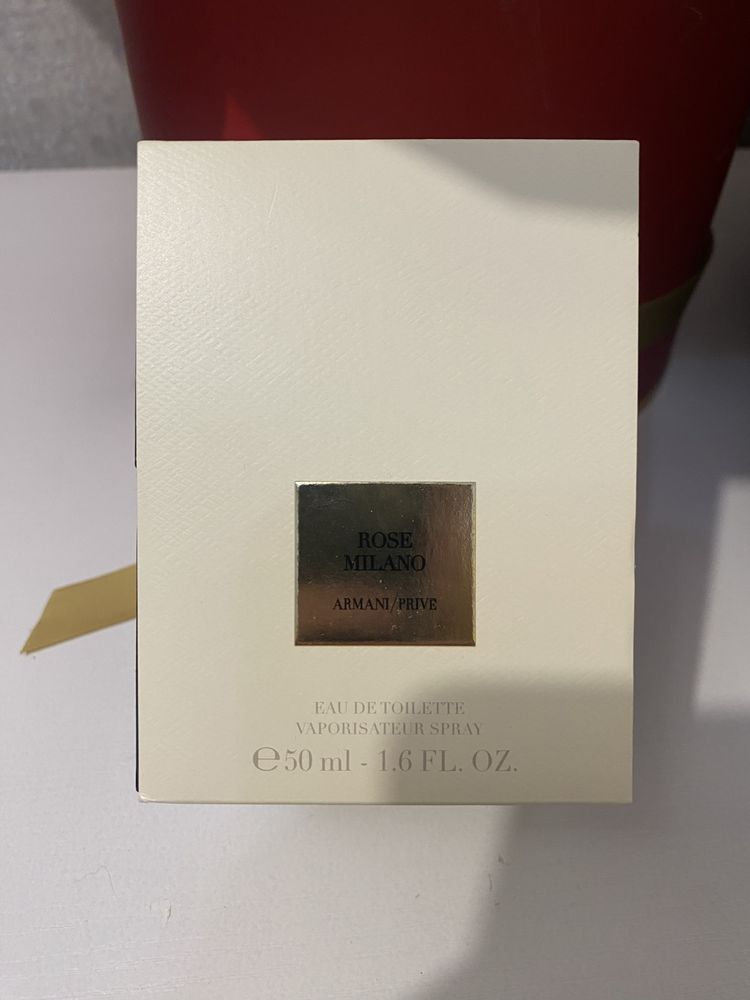 ROSE
MILANO
ARMANI/PRIVE
EAU DE TOILETTE
VAPORISATEUR SPRAY
℮50 ml - 1.6 FL. OZ.